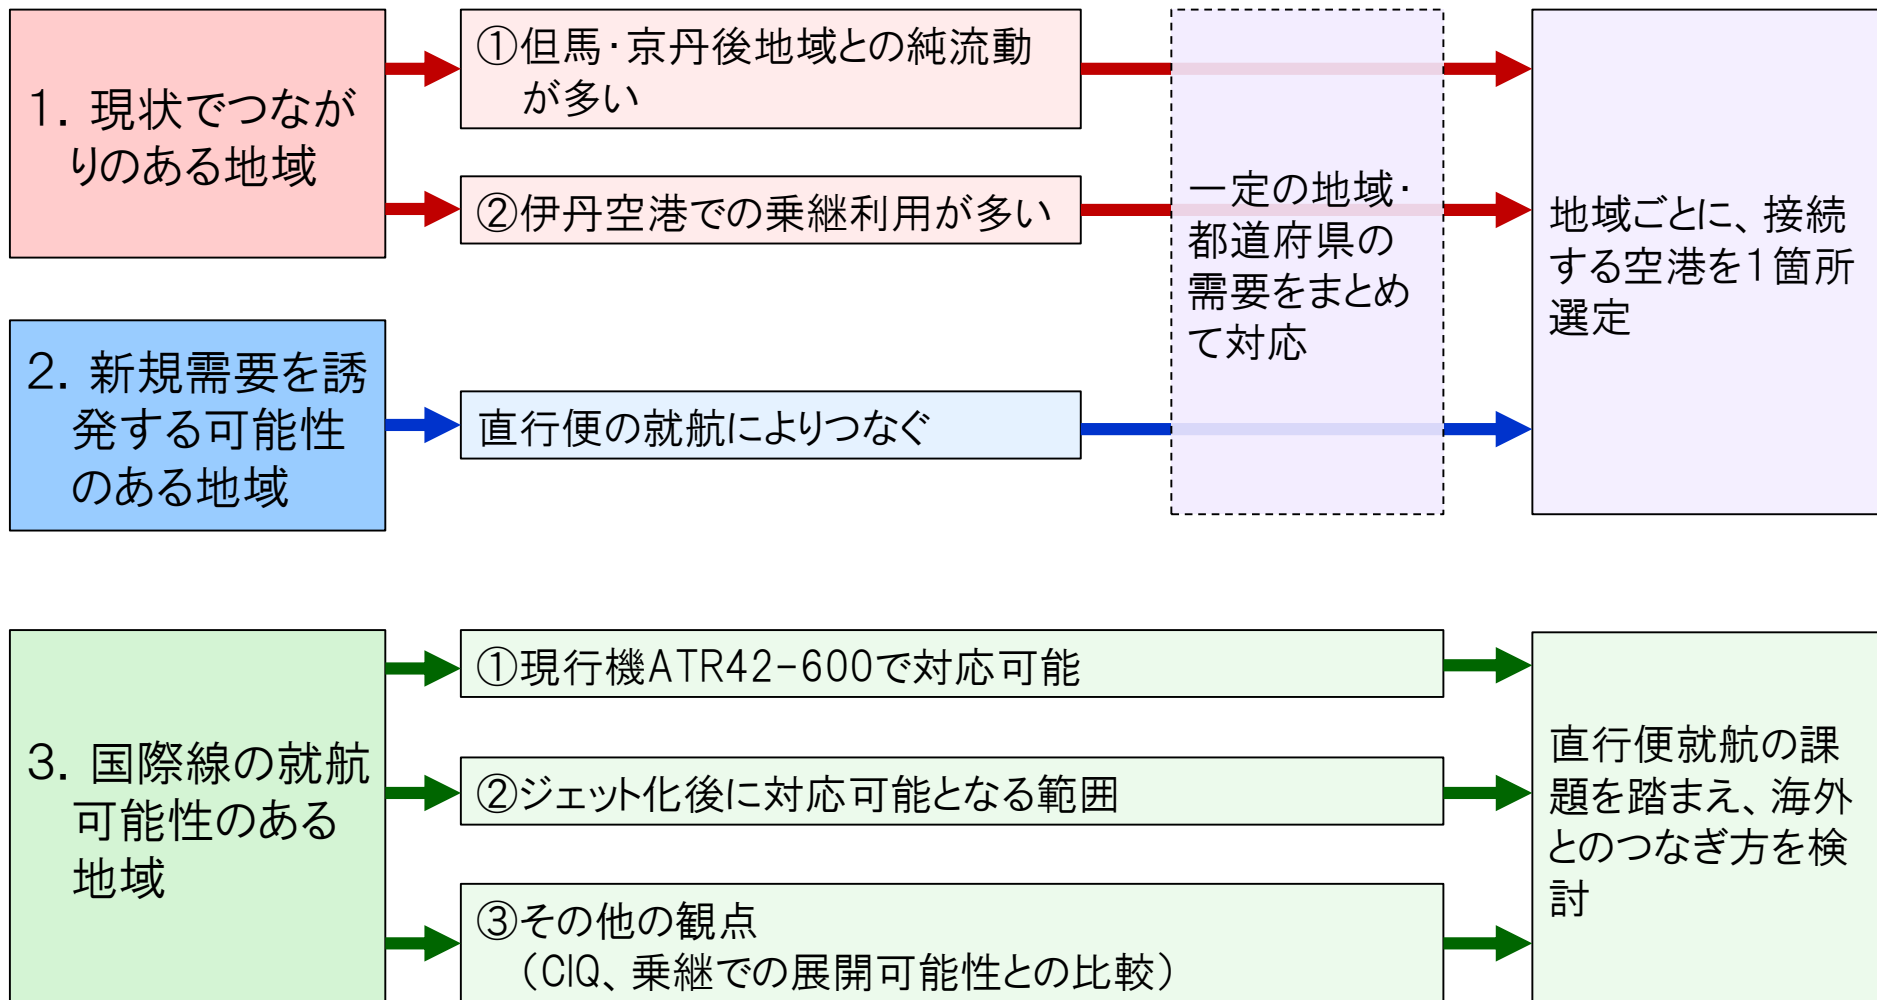 1. 現状でつなが
りのある地域
①但馬・京丹後地域との純流動
が多い
②伊丹空港での乗継利用が多い
2. 新規需要を誘
発する可能性
のある地域
直行便の就航によりつなぐ
一定の地域・
都道府県の
需要をまとめ
て対応
地域ごとに、接続
する空港を1箇所
選定
3. 国際線の就航
可能性のある
地域
①現行機ATR42-600で対応可能
②ジェット化後に対応可能となる範囲
③その他の観点
（CIQ、乗継での展開可能性との比較）
直行便就航の課
題を踏まえ、海外
とのつなぎ方を検
討